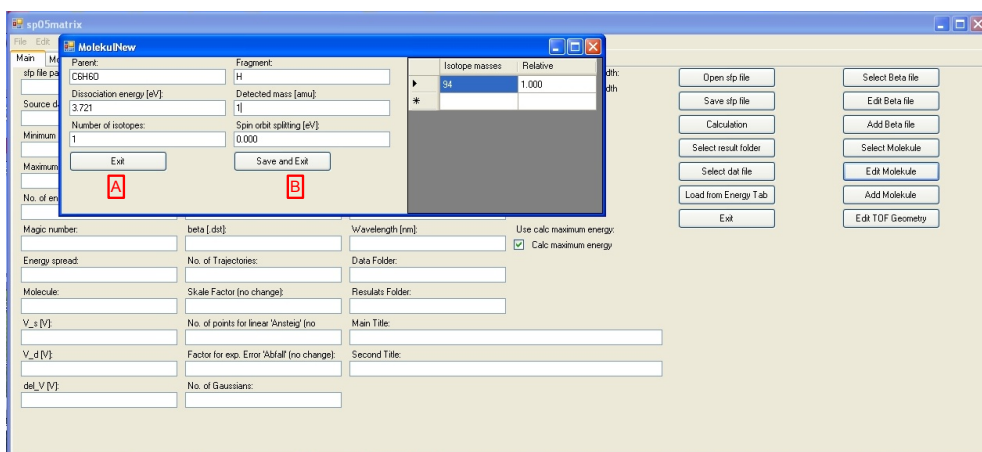 sp05matrix
File Edit
MolekulNew
Main Mo
Parent: Fragment:
C6H6O H
Dissociation energy [eV]: Detected mass [amu]:
3.721 1
Number of isotopes: Spin orbit splitting [eV]:
1 0.000
Exit Save and Exit
A B
Isotope masses Relative
94 1.000
sfp file pa
Source d
Minimum
Maximum
No. of en
dth:
dth
Open sfp file Select Beta file
Save sfp file Edit Beta file
Calculation Add Beta file
Select result folder Select Molekule
Select dat file Edit Molekule
Load from Energy Tab Add Molekule
Exit Edit TOF Geometry
Magic number: beta [.dst]: Wavelength [nm]: Use calc maximum energy:
Calc maximum energy
Energy spread: No. of Trajectories: Data Folder:
Molecule: Skale Factor (no change): Resulats Folder:
V_s [V]: No. of points for linear 'Ansteig' (no Main Title:
V_d [V]: Factor for exp. Error 'Abfall' (no change): Second Title:
del_V [V]: No. of Gaussians: